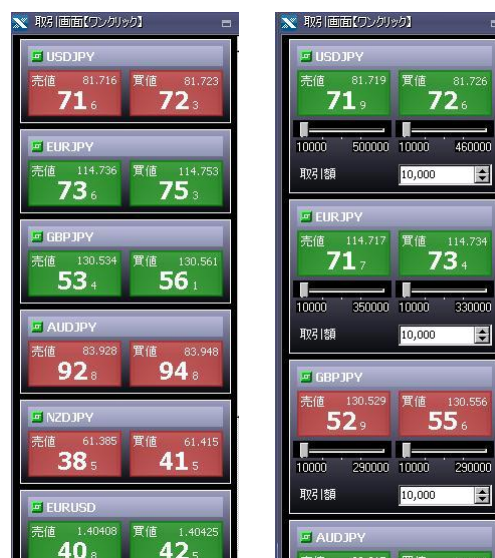 取引画面【ワンクリック】
USDJPY
売値 81.716 買値 81.723
71 6 72 3
EURJPY
売値 114.736 買値 114.753
73 6 75 3
GBPJPY
売値 130.534 買値 130.561
53 4 56 1
AUDJPY
売値 83.928 買値 83.948
92 8 94 8
NZDJPY
売値 61.385 買値 61.415
38 5 41 5
EURUSD
売値 1.40408 買値 1.40425
40 8 42 5
取引画面【ワンクリック】
USDJPY
売値 81.719 買値 81.726
71 9 72 6
10000 500000 10000 460000
取引額 10,000
EURJPY
売値 114.717 買値 114.734
71 7 73 4
10000 350000 10000 330000
取引額 10,000
GBPJPY
売値 130.529 買値 130.556
52 9 55 6
10000 290000 10000 290000
取引額 10,000
AUDJPY